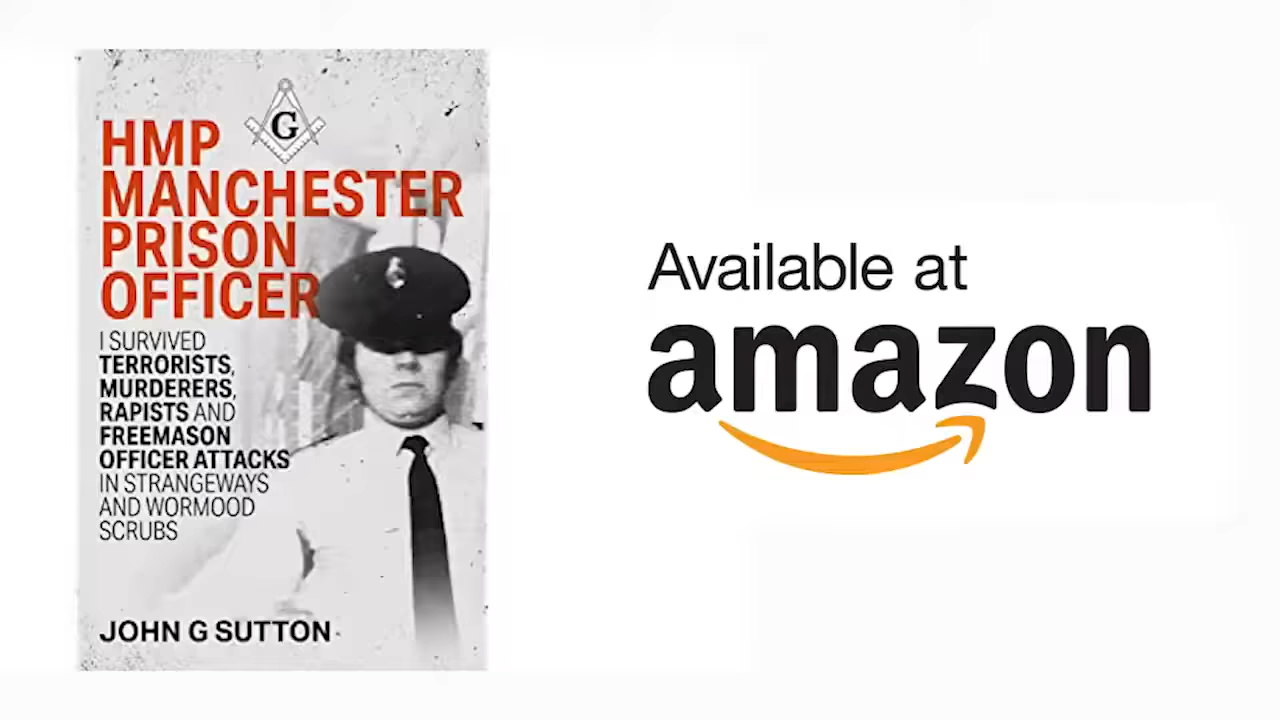 G
HMP
MANCHESTER
PRISON
OFFICER
I SURVIVED
TERRORISTS,
MURDERERS,
RAPISTS AND
FREEMASON
OFFICER ATTACKS
IN STRANGEWAYS
AND WORMOOD
SCRUBS
JOHN G SUTTON
Available at
amazon